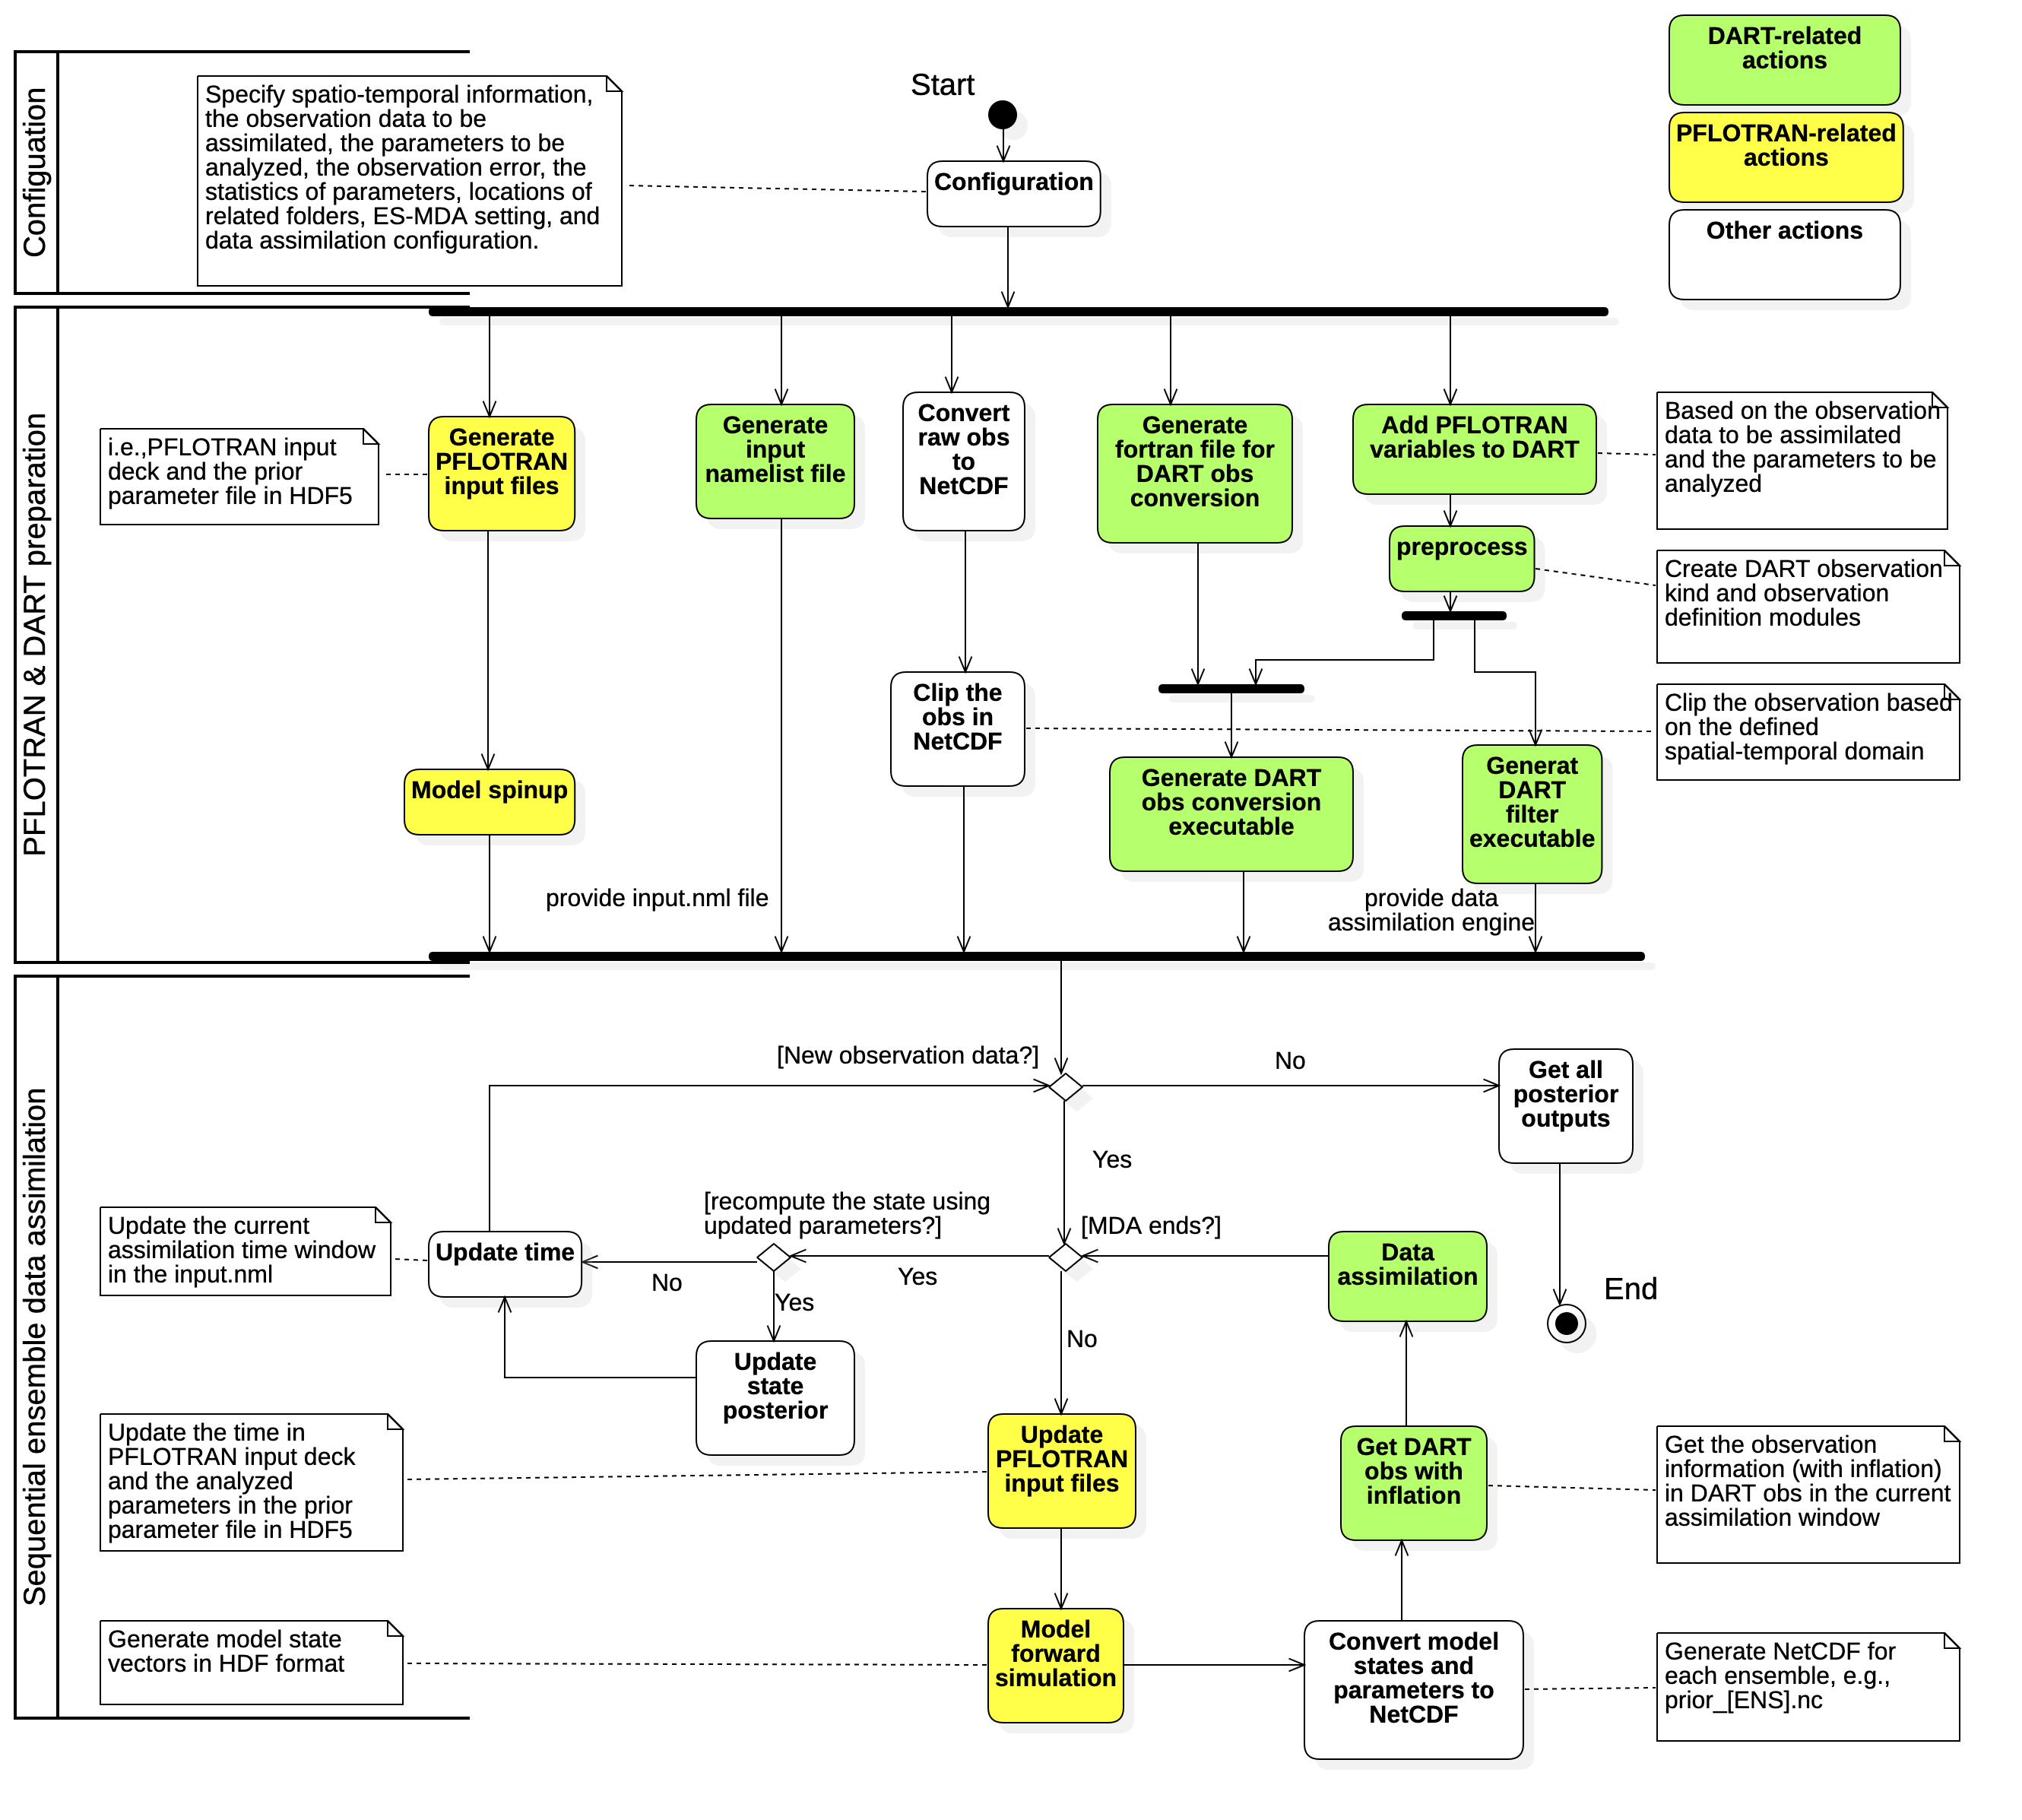 DART-related
actions
PFLOTRAN-related
actions
Other actions
Configuation
Specify spatio-temporal information,
the observation data to be
assimilated, the parameters to be
analyzed, the observation error, the
statistics of parameters, locations of
related folders, ES-MDA setting, and
data assimilation configuration.
Start
Configuration
PFLOTRAN & DART preparation
i.e.,PFLOTRAN input
deck and the prior
parameter file in HDF5
Generate
PFLOTRAN
input files
Generate
input
namelist file
Convert
raw obs
to
NetCDF
Generate
fortran file for
DART obs
conversion
Add PFLOTRAN
variables to DART
Based on the observation
data to be assimilated
and the parameters to be
analyzed
preprocess
Create DART observation
kind and observation
definition modules
Clip the
obs in
NetCDF
Clip the observation based
on the defined
spatial-temporal domain
Model spinup
Generate DART
obs conversion
executable
Generat
DART
filter
executable
provide input.nml file
provide data
assimilation engine
Sequential ensemble data assimilation
[New observation data?]
No
Get all
posterior
outputs
Yes
[recompute the state using
updated parameters?]
[MDA ends?]
Update the current
assimilation time window
in the input.nml
Update time
No
Yes
Yes
Data
assimilation
End
No
Update
state
posterior
Update the time in
PFLOTRAN input deck
and the analyzed
parameters in the prior
parameter file in HDF5
Update
PFLOTRAN
input files
Get DART
obs with
inflation
Get the observation
information (with inflation)
in DART obs in the current
assimilation window
Generate model state
vectors in HDF format
Model
forward
simulation
Convert model
states and
parameters to
NetCDF
Generate NetCDF for
each ensemble, e.g.,
prior_[ENS].nc